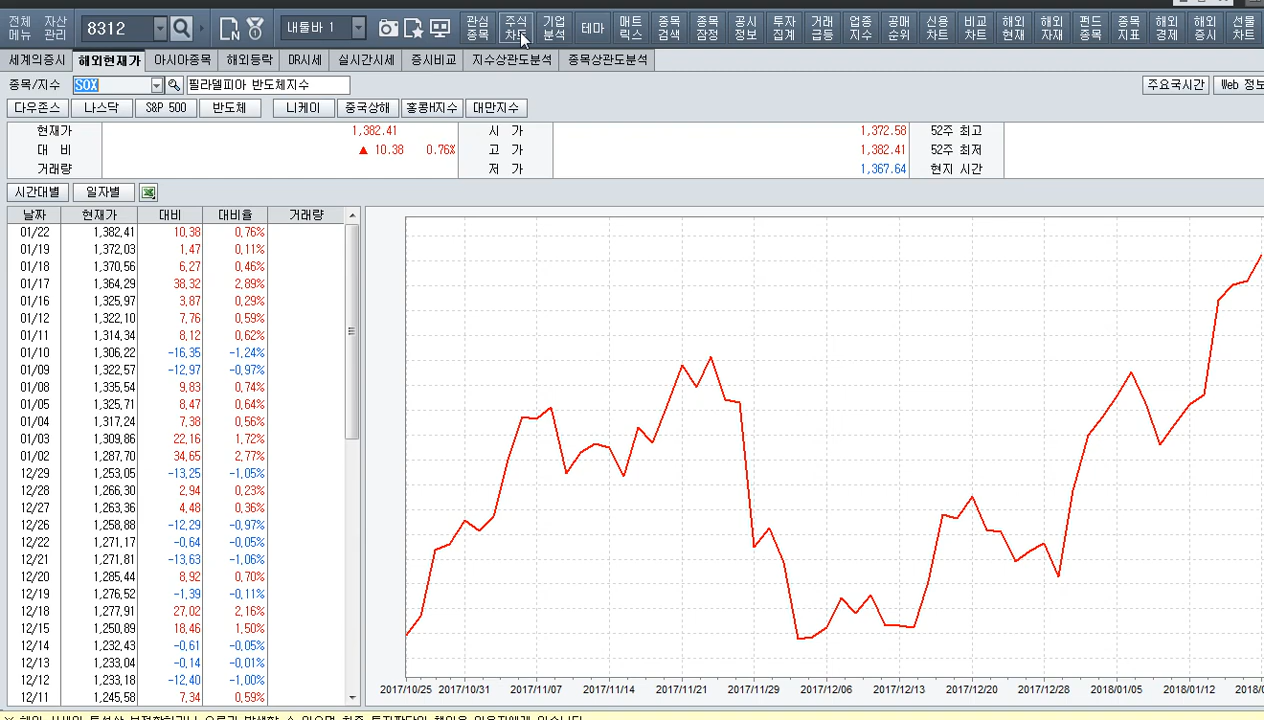 전체 메뉴 자산 관리 8312 내툴바 1 관심 종목 주식 차트 기업 분석 테마 매트 릭스 종목 검색 종목 잠정 공시 정보 투자 집계 거래 급등 업종 지수 공매 순위 신용 차트 비교 차트 해외 현재 해외 자재 펀드 종목 종목 지표 해외 경제 해외 증시 선물 차트
세계의증시 해외현재가 아시아종목 해외등락 DR시세 실시간시세 증시비교 지수상관도분석 종목상관도분석
종목/지수 SOX 필라델피아 반도체지수 주요국시간 Web 정보
다우존스 나스닥 S&P 500 반도체 니케이 중국상해 홍콩H지수 대만지수
현재가 1,382.41 시 가 1,372.58 52주 최고
대 비 ▲ 10.38 0.76% 고 가 1,382.41 52주 최저
거래량 저 가 1,367.64 현지 시간
시간대별 일자별
날짜 현재가 대비 대비율 거래량
01/22 1,382.41 10.38 0.76%
01/19 1,372.03 1.47 0.11%
01/18 1,370.56 6.27 0.46%
01/17 1,364.29 38.32 2.89%
01/16 1,325.97 3.87 0.29%
01/12 1,322.10 7.76 0.59%
01/11 1,314.34 8.12 0.62%
01/10 1,306.22 -16.35 -1.24%
01/09 1,322.57 -12.97 -0.97%
01/08 1,335.54 9.83 0.74%
01/05 1,325.71 8.47 0.64%
01/04 1,317.24 7.38 0.56%
01/03 1,309.86 22.16 1.72%
01/02 1,287.70 34.65 2.77%
12/29 1,253.05 -13.25 -1.05%
12/28 1,266.30 2.94 0.23%
12/27 1,263.36 4.48 0.36%
12/26 1,258.88 -12.29 -0.97%
12/22 1,271.17 -0.64 -0.05%
12/21 1,271.81 -13.63 -1.06%
12/20 1,285.44 8.92 0.70%
12/19 1,276.52 -1.39 -0.11%
12/18 1,277.91 27.02 2.16%
12/15 1,250.89 18.46 1.50%
12/14 1,232.43 -0.61 -0.05%
12/13 1,233.04 -0.14 -0.01%
12/12 1,233.18 -12.40 -1.00%
12/11 1,245.58 7.34 0.59%
2017/10/25 2017/10/31 2017/11/07 2017/11/14 2017/11/21 2017/11/29 2017/12/06 2017/12/13 2017/12/20 2017/12/28 2018/01/05 2018/01/12 2018/0